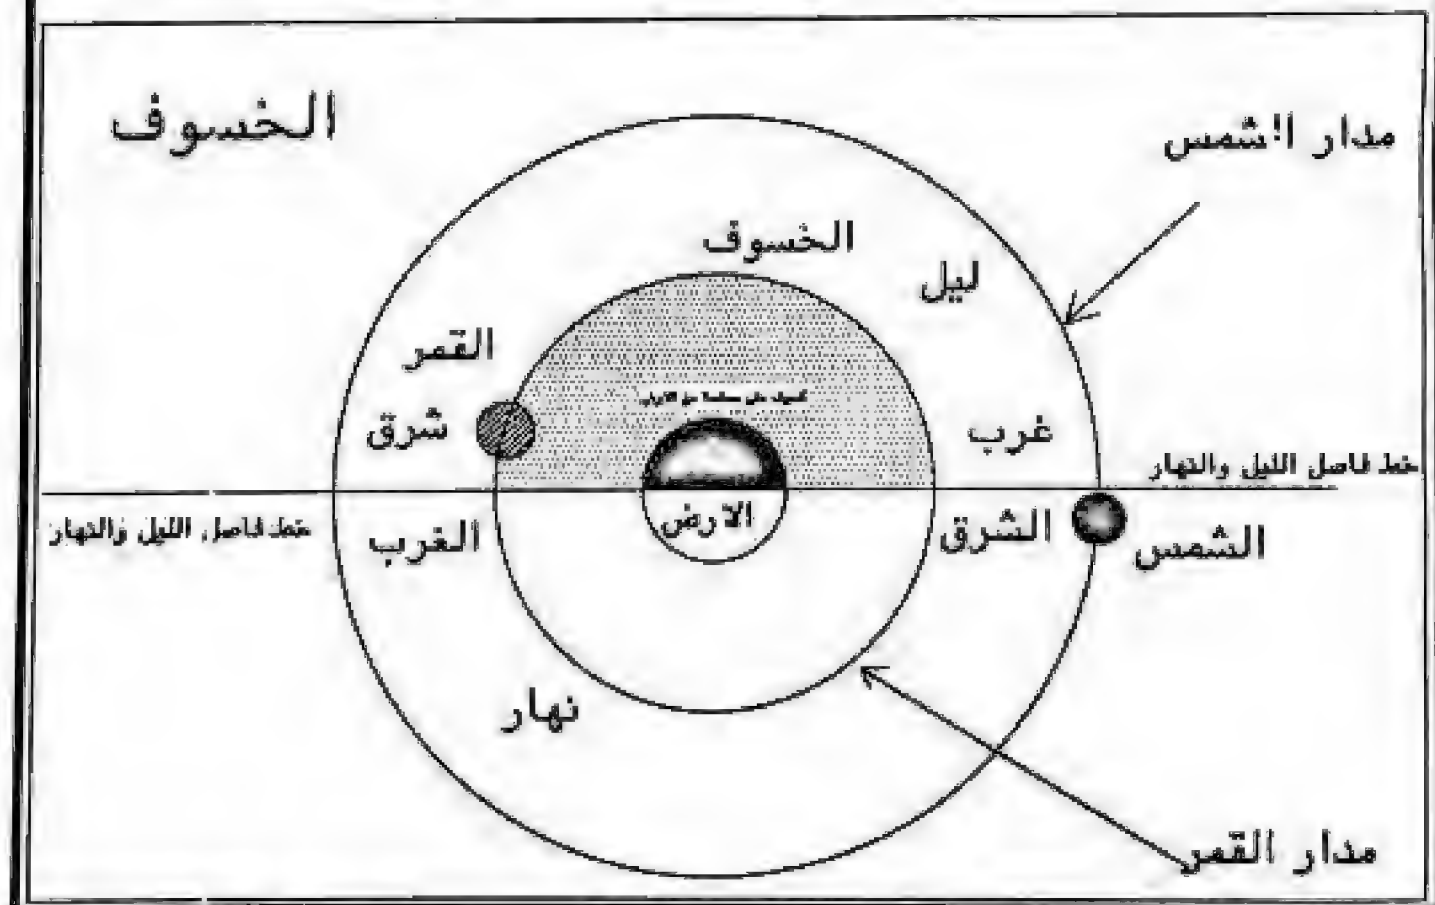 الخسوف
مدار الشمس
الخسوف
ليل
القمر
شرق
غرب
خط فاصل الليل والنهار
خط فاصل الليل والنهار
الغرب
الارض
الشرق
الشمس
نهار
مدار القمر